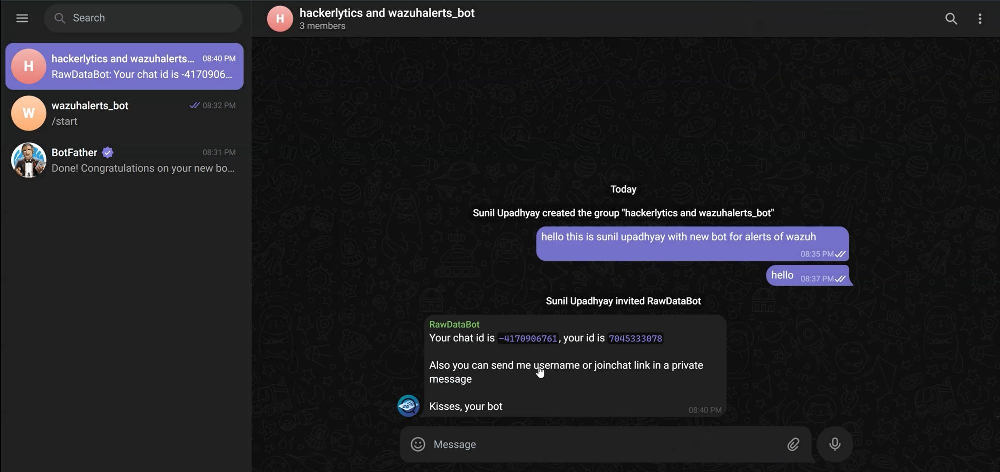 Search
hackerlytics and wazuhalerts... 08:40 PM
RawDataBot: Your chat id is -4170906...
wazuhalerts_bot 08:32 PM
/start
BotFather 08:31 PM
Done! Congratulations on your new bo...
H
H
W
hackerlytics and wazuhalerts_bot
3 members
Today
Sunil Upadhyay created the group "hackerlytics and wazuhalerts_bot"
hello this is sunil upadhyay with new bot for alerts of wazuh
08:35 PM
hello 08:37 PM
Sunil Upadhyay invited RawDataBot
RawDataBot
Your chat id is -4170906761, your id is 7045333078
Also you can send me username or joinchat link in a private
message
Kisses, your bot
08:40 PM
Message